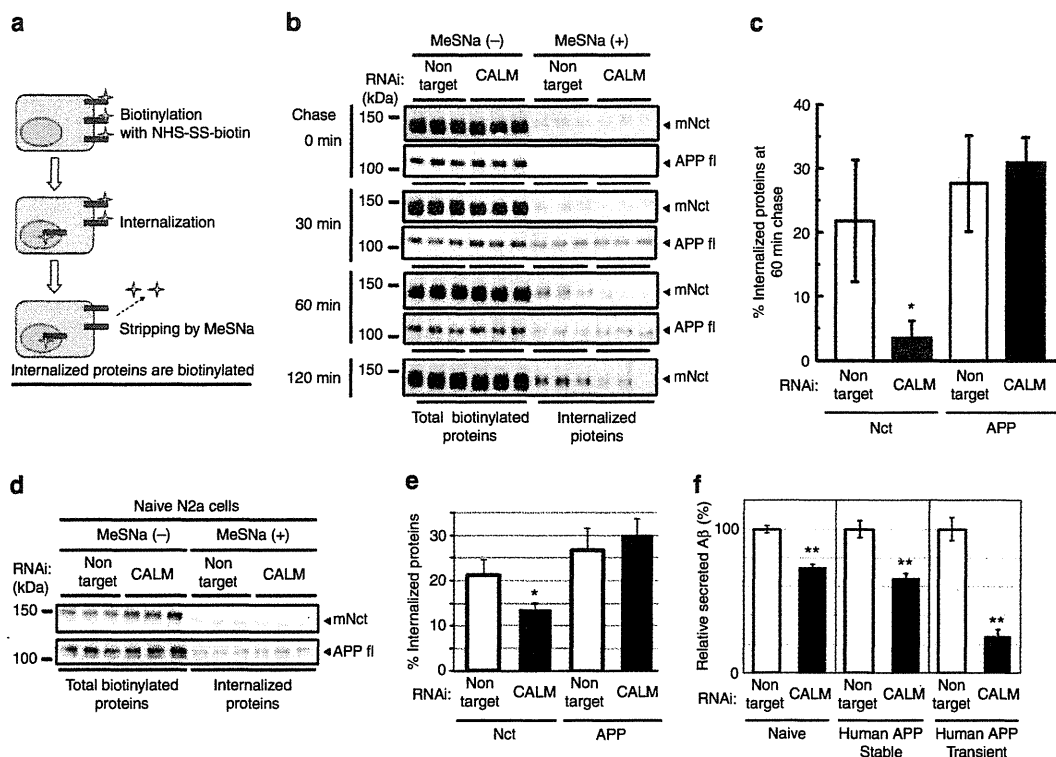 a
Biotinylation
with NHS-SS-biotin
Internalization
Stripping by MeSNa
Internalized proteins are biotinylated
b
MeSNa (–) MeSNa (+)
RNAi: Non target CALM Non target CALM
(kDa)
Chase
0 min
150
mNct
100
APP fl
30 min
150
mNct
100
APP fl
60 min
150
mNct
100
APP fl
120 min
150
mNct
Total biotinylated proteins
Internalized pioteins
c
% Internalized proteins at
60 min chase
40
30
20
10
0
*
RNAi: Non target CALM Non target CALM
Nct APP
d
Naive N2a cells
MeSNa (–) MeSNa (+)
RNAi: Non target CALM Non target CALM
(kDa)
150
mNct
100
APP fl
Total biotinylated proteins
Internalized proteins
e
% Internalized proteins
30
20
10
0
*
RNAi: Non target CALM Non target CALM
Nct APP
f
Relative secreted Aβ (%)
100
0
** ** **
RNAi: Non target CALM Non target CALM Non target CALM
Naive Human APP Stable Human APP Transient